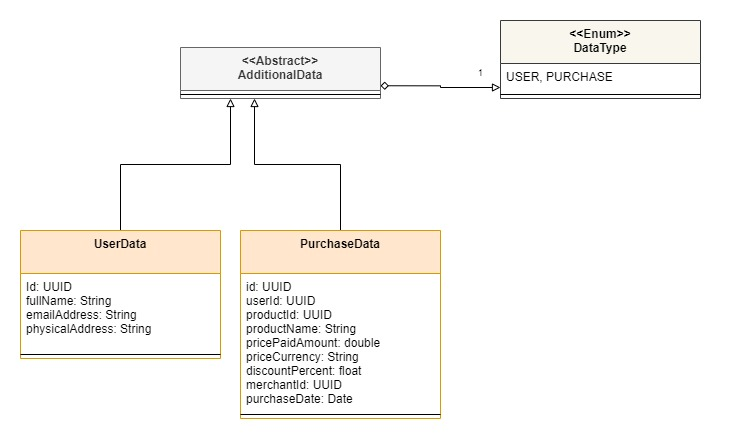 <<Abstract>>
AdditionalData
1
<<Enum>>
DataType
USER, PURCHASE
UserData
Id: UUID
fullName: String
emailAddress: String
physicalAddress: String
PurchaseData
id: UUID
userId: UUID
productId: UUID
productName: String
pricePaidAmount: double
priceCurrency: String
discountPercent: float
merchantId: UUID
purchaseDate: Date